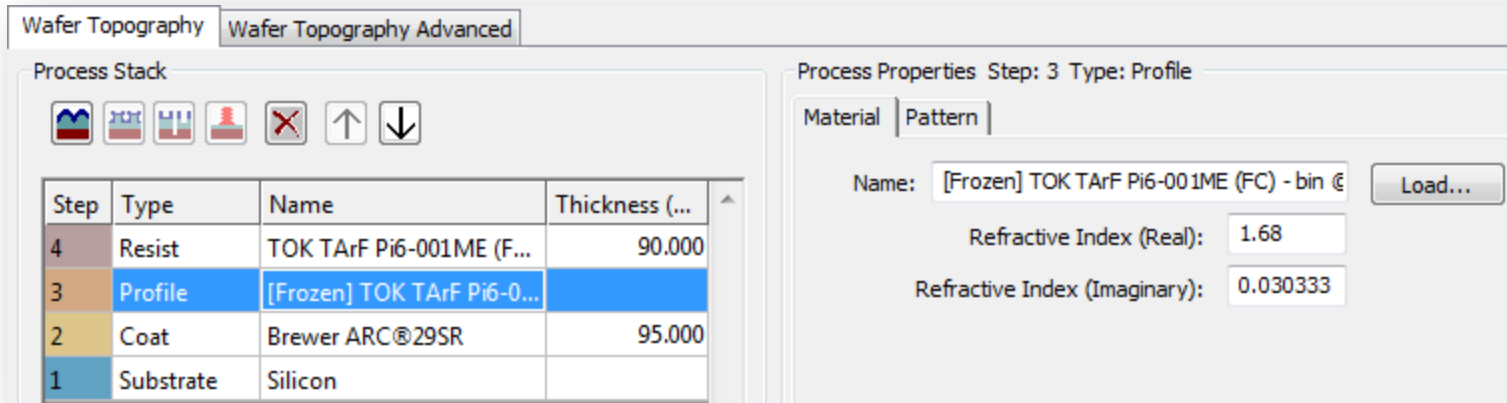 Wafer Topography Wafer Topography Advanced
Process Stack
Process Properties Step: 3 Type: Profile
Material Pattern
Name: [Frozen] TOK TArF Pi6-001ME (FC) - bin @ Load...
Refractive Index (Real): 1.68
Refractive Index (Imaginary): 0.030333
Step Type Name Thickness (...
4 Resist TOK TArF Pi6-001ME (F... 90.000
3 Profile [Frozen] TOK TArF Pi6-0...
2 Coat Brewer ARC®29SR 95.000
1 Substrate Silicon